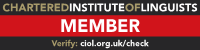 CHARTEREDINSTITUTEOFLINGUISTS
MEMBER
Verify: ciol.org.uk/check